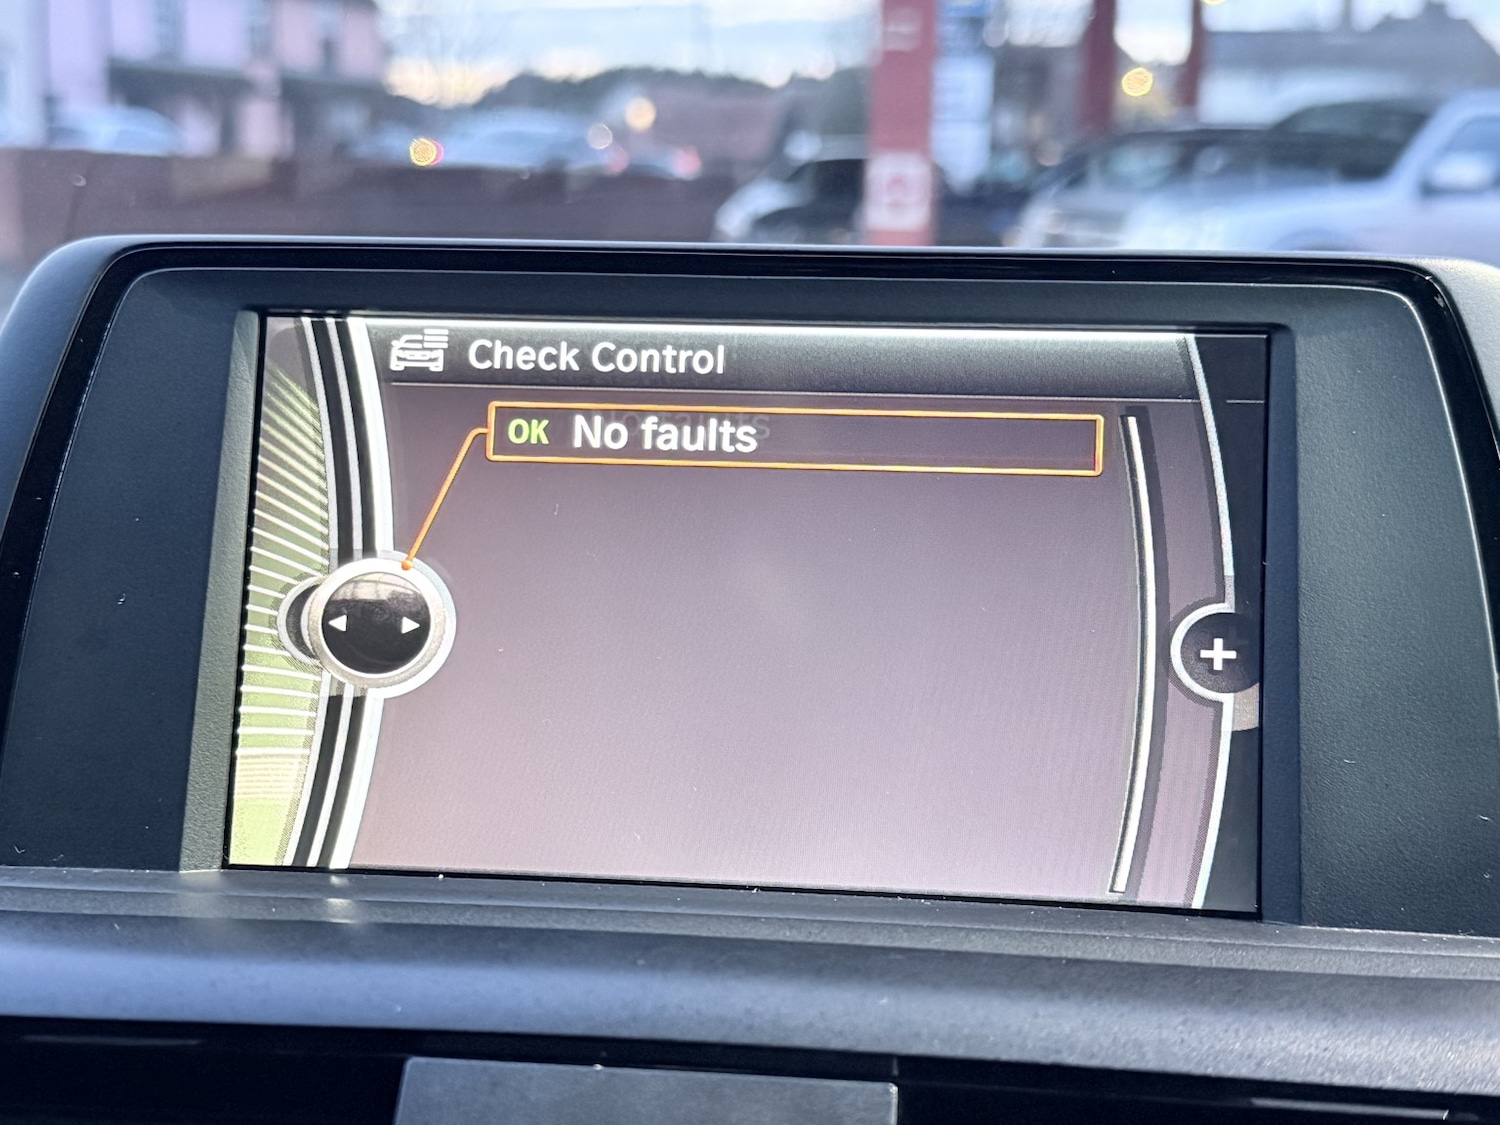 Check Control
OK No faults